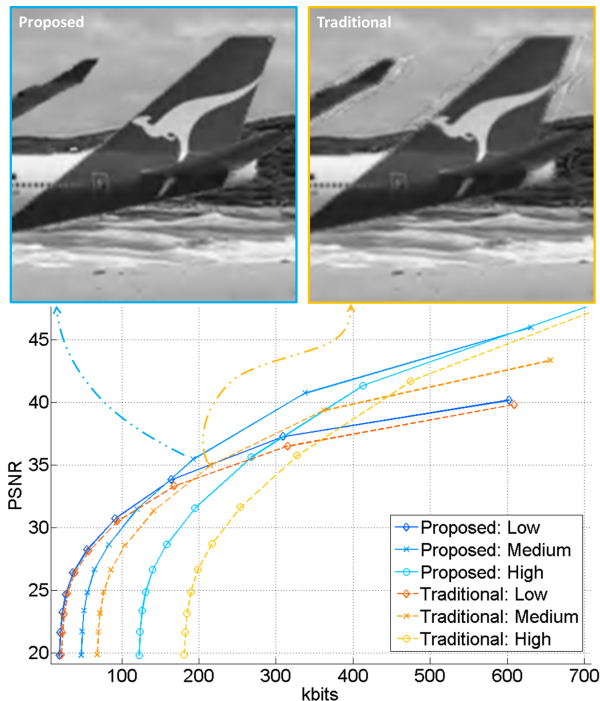 Proposed
Traditional
45
40
35
30
25
20
PSNR
100
200
300
400
500
600
700
kbits
Proposed: Low
Proposed: Medium
Proposed: High
Traditional: Low
Traditional: Medium
Traditional: High